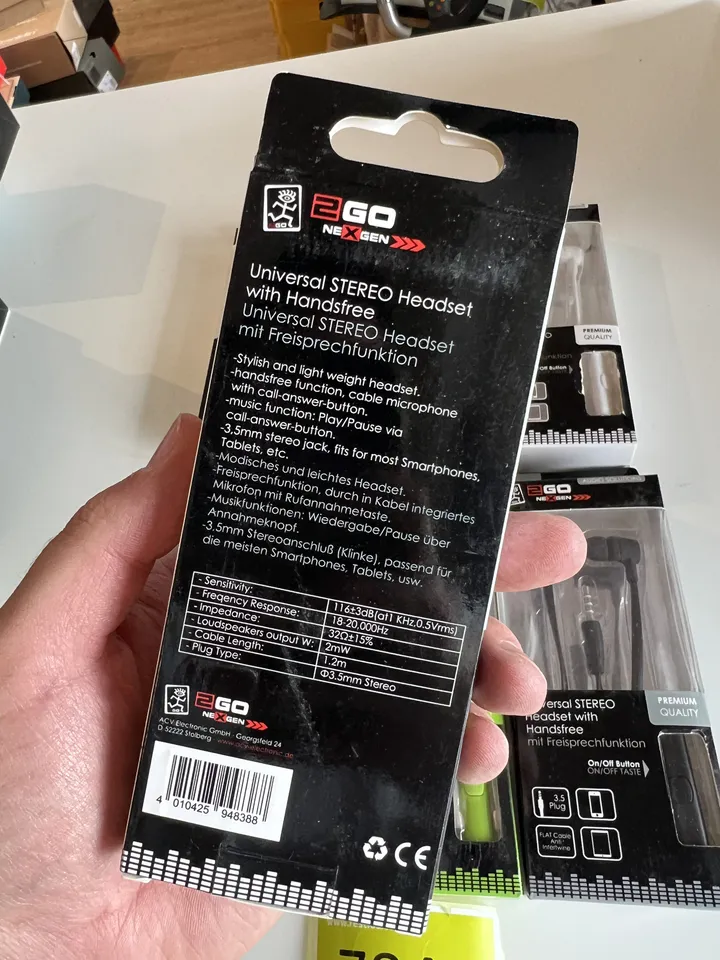 2GO
2GO
NEXGEN
Universal STEREO Headset
with Handsfree
Universal STEREO Headset
mit Freisprechfunktion
-Stylish and light weight headset.
-handsfree function, cable microphone
with call-answer-button.
-music function: Play/Pause via
call-answer-button.
-3.5mm stereo jack, fits for most Smartphones,
Tablets, etc.
-Modisches und leichtes Headset.
-Freisprechfunktion, durch in Kabel integriertes
Mikrofon mit Rufannahmetaste.
-Musikfunktionen: Wiedergabe/Pause über
Annahmeknopf.
-3.5mm Stereoanschluß (Klinke), passend für
die meisten Smartphones, Tablets, usw.
- Sensitivity: 116±3dB(at1 KHz,0.5Vrms)
- Freqency Response: 18-20.000Hz
- Impedance: 32Ω±15%
- Loudspeakers output W: 2mW
- Cable Length: 1.2m
- Plug Type: Φ3.5mm Stereo
2GO
NEXGEN
ACV Electronic GmbH · Georgsfeld 24
D-52222 Stolberg
4 010425 948388
CE
PREMIUM
QUALITY
Off Button
2GO
NEXGEN
STEREO
Headset with
Handsfree
mit Freisprechfunktion
PREMIUM
QUALITY
On/Off Button
ON/OFF TASTE
3.5
Plug
FLAT Cable
Anti
Intertwine